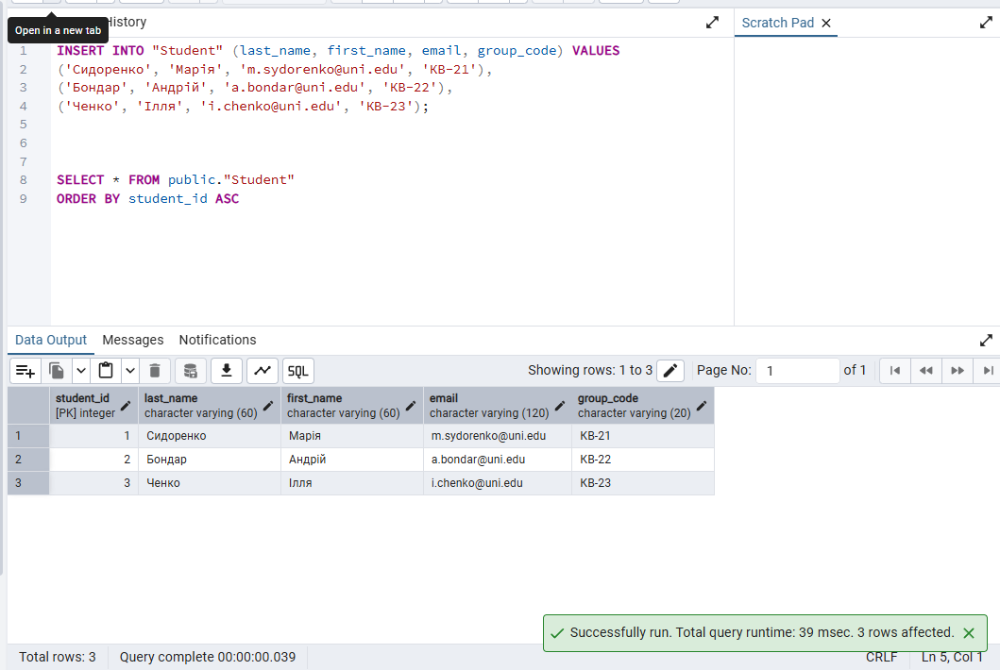 Open in a new tab
History
Scratch Pad
1 INSERT INTO "Student" (last_name, first_name, email, group_code) VALUES
2 ('Сидоренко', 'Марія', 'm.sydorenko@uni.edu', 'КВ-21'),
3 ('Бондар', 'Андрій', 'a.bondar@uni.edu', 'КВ-22'),
4 ('Ченко', 'Ілля', 'i.chenko@uni.edu', 'КВ-23');
5
6
7
8 SELECT * FROM public."Student"
9 ORDER BY student_id ASC
Data Output Messages Notifications
SQL Showing rows: 1 to 3 Page No: 1 of 1
student_id last_name first_name email group_code
[PK] integer character varying (60) character varying (60) character varying (120) character varying (20)
1 1 Сидоренко Марія m.sydorenko@uni.edu КВ-21
2 2 Бондар Андрій a.bondar@uni.edu КВ-22
3 3 Ченко Ілля i.chenko@uni.edu КВ-23
Successfully run. Total query runtime: 39 msec. 3 rows affected.
Total rows: 3 Query complete 00:00:00.039 CRLF Ln 5, Col 1